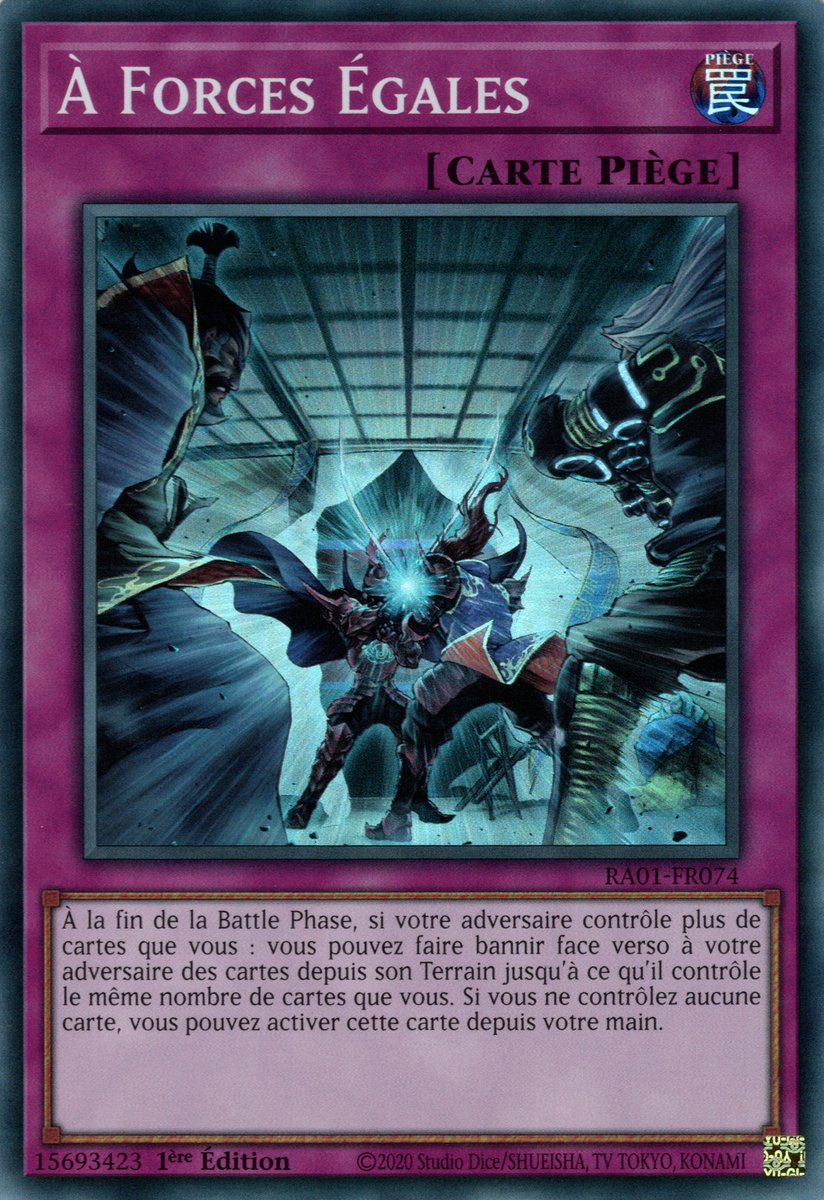 À Forces Égales
PIÈGE
罠
[Carte Piège]
RA01-FR074
À la fin de la Battle Phase, si votre adversaire contrôle plus de
cartes que vous : vous pouvez faire bannir face verso à votre
adversaire des cartes depuis son Terrain jusqu'à ce qu'il contrôle
le même nombre de cartes que vous. Si vous ne contrôlez aucune
carte, vous pouvez activer cette carte depuis votre main.
15693423 1ère Édition ©2020 Studio Dice/SHUEISHA, TV TOKYO, KONAMI